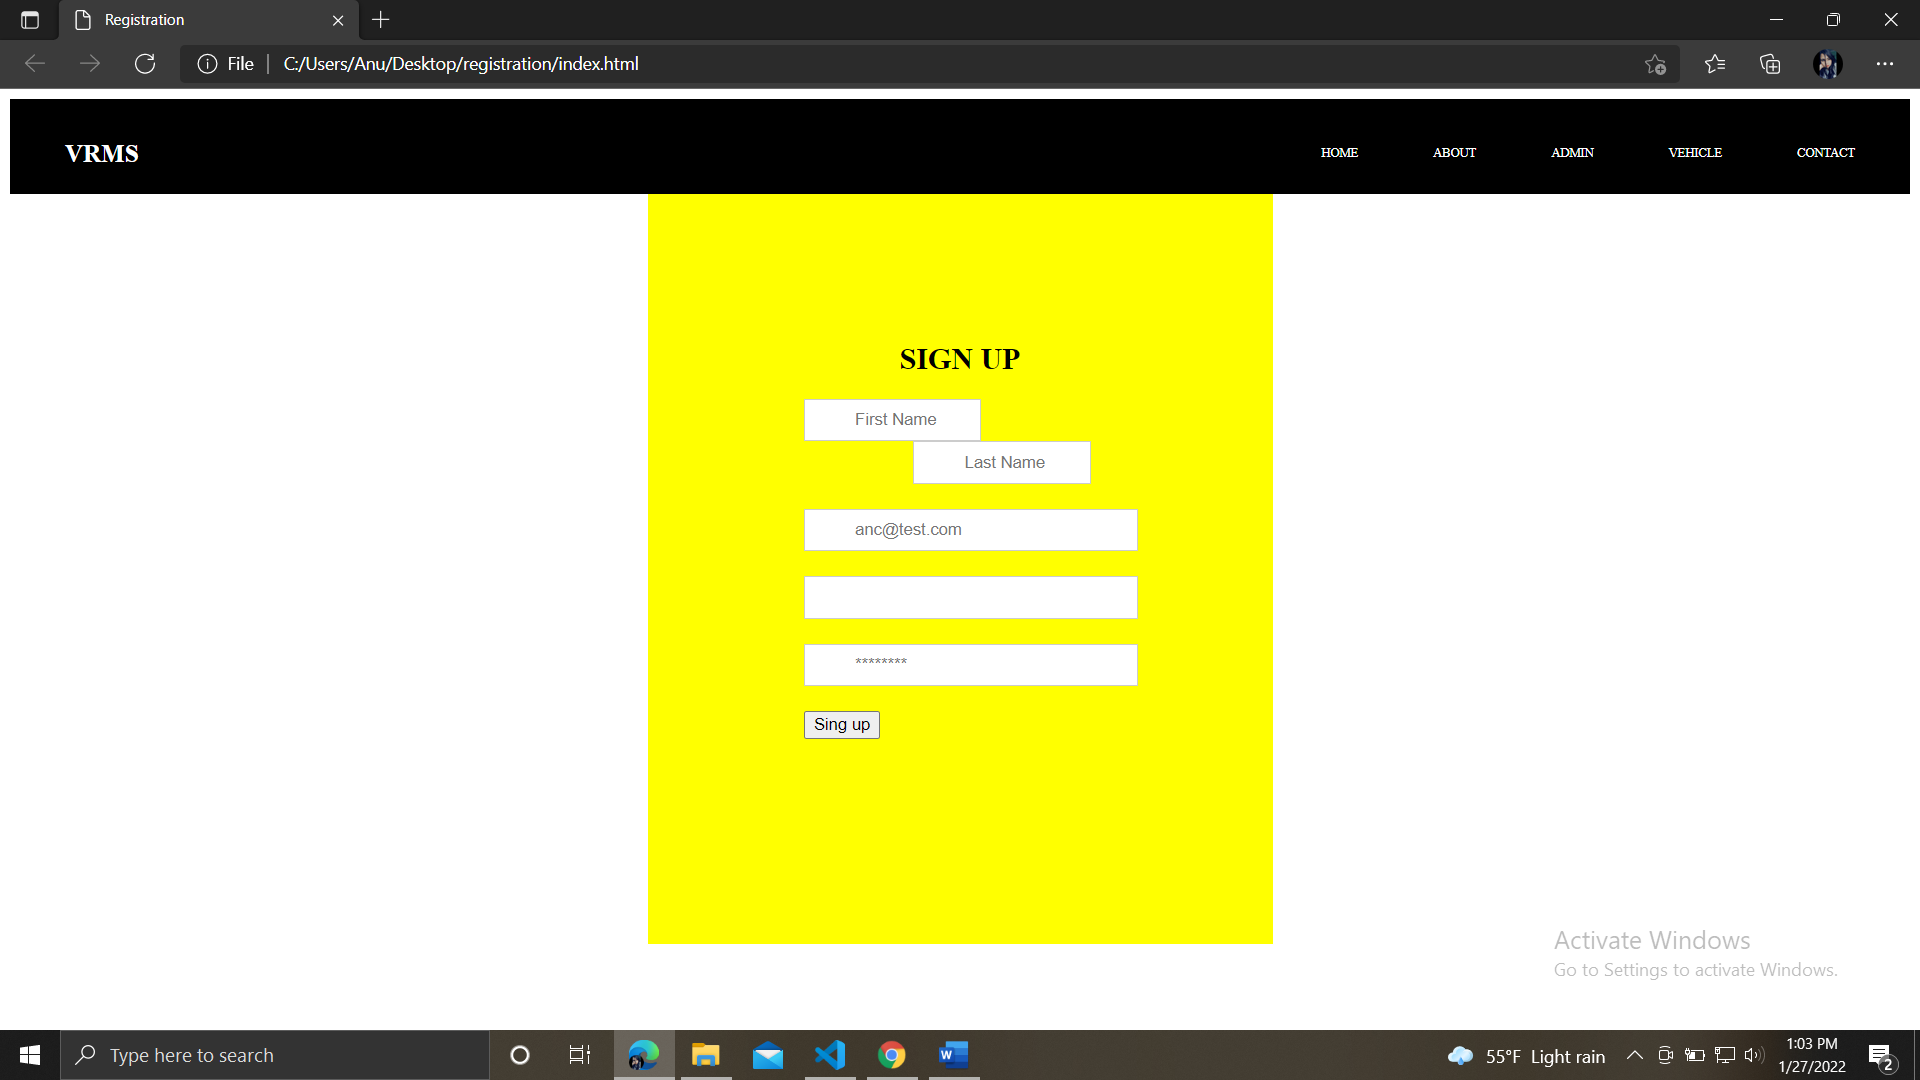 Registration
File
C:/Users/Anu/Desktop/registration/index.html
VRMS
HOME ABOUT ADMIN VEHICLE CONTACT
SIGN UP
First Name
Last Name
anc@test.com
********
Sing up
Activate Windows
Go to Settings to activate Windows.
Type here to search
W
55°F Light rain
1:03 PM
1/27/2022
2